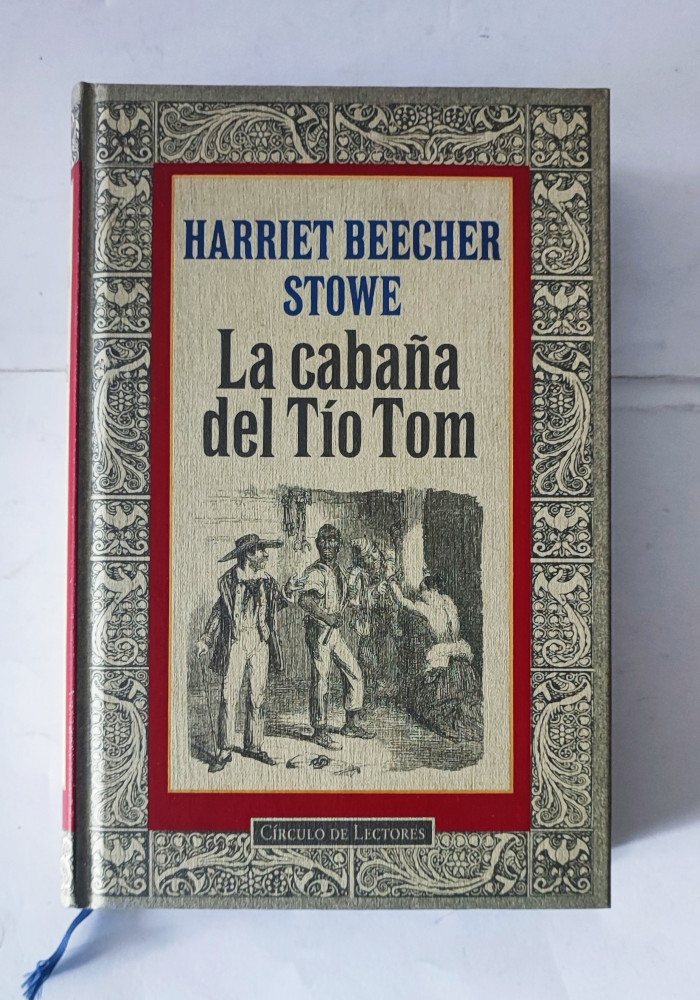 HARRIET BEECHER
STOWE
La cabaña
del Tío Tom
CÍRCULO DE LECTORES